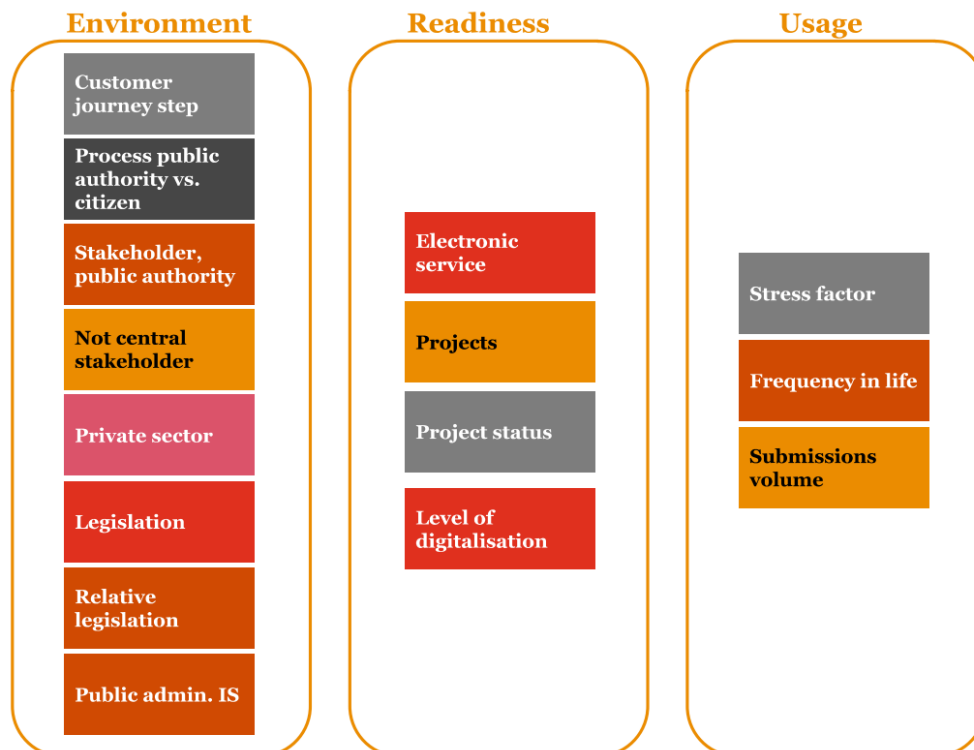 Environment
Customer
journey step
Process public
authority vs.
citizen
Stakeholder,
public authority
Not central
stakeholder
Private sector
Legislation
Relative
legislation
Public admin. IS
Readiness
Electronic
service
Projects
Project status
Level of
digitalisation
Usage
Stress factor
Frequency in life
Submissions
volume